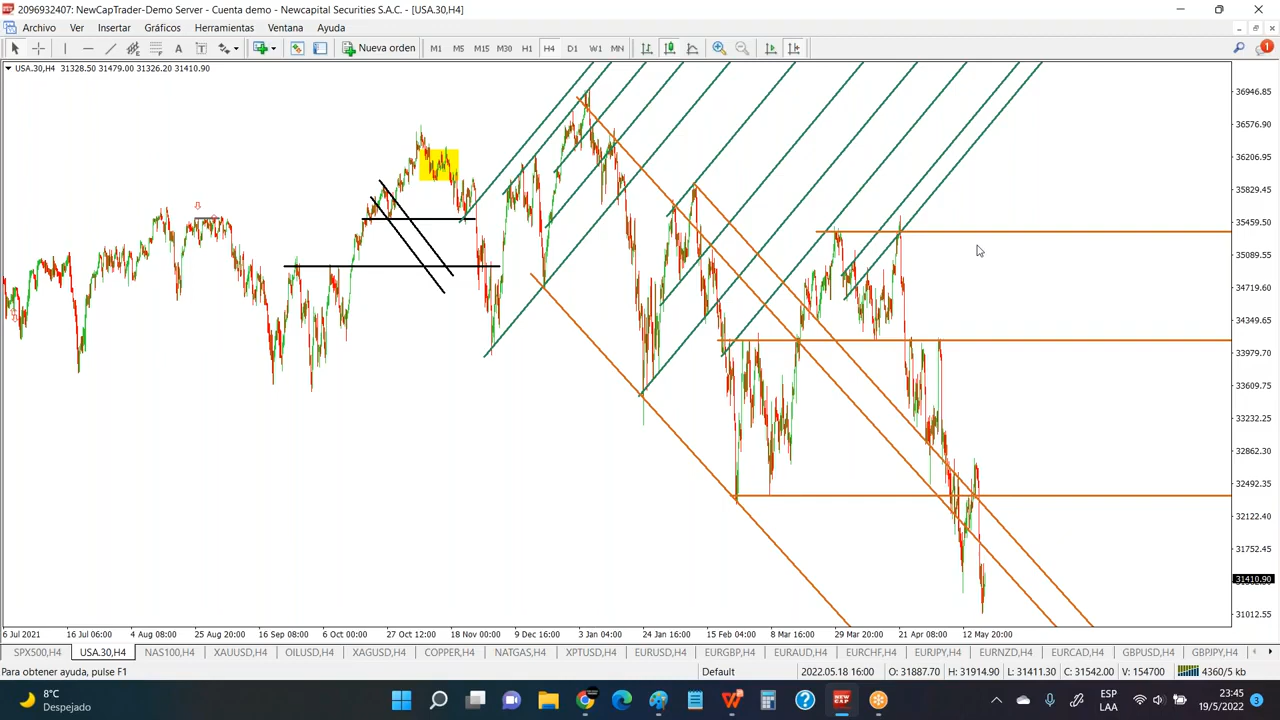 2096932407: NewCapTrader-Demo Server - Cuenta demo - Newcapital Securities S.A.C. - [USA.30,H4]
Archivo Ver Insertar Gráficos Herramientas Ventana Ayuda
A T Nueva orden M1 M5 M15 M30 H1 H4 D1 W1 MN 1
USA.30,H4 31328.50 31479.00 31326.20 31410.90
36946.85
36576.90
36206.95
35829.45
35459.50
35089.55
34719.60
34349.65
33979.70
33609.75
33232.25
32862.30
32492.35
32122.40
31752.45
31410.90
31012.55
6 Jul 2021 16 Jul 06:00 4 Aug 08:00 25 Aug 20:00 16 Sep 08:00 6 Oct 00:00 27 Oct 12:00 18 Nov 00:00 9 Dec 16:00 3 Jan 04:00 24 Jan 16:00 15 Feb 04:00 8 Mar 16:00 29 Mar 20:00 21 Apr 08:00 12 May 20:00
SPX500,H4 USA.30,H4 NAS100,H4 XAUUSD,H4 OILUSD,H4 XAGUSD,H4 COPPER,H4 NATGAS,H4 XPTUSD,H4 EURUSD,H4 EURGBP,H4 EURAUD,H4 EURCHF,H4 EURJPY,H4 EURNZD,H4 EURCAD,H4 GBPUSD,H4 GBPJPY,H4
Para obtener ayuda, pulse F1 Default 2022.05.18 16:00 O: 31887.70 H: 31914.90 L: 31411.30 C: 31542.00 V: 154700 4360/5 kb
8°C
Despejado
NEW
CAP
ESP
LAA
23:45
19/5/2022
3